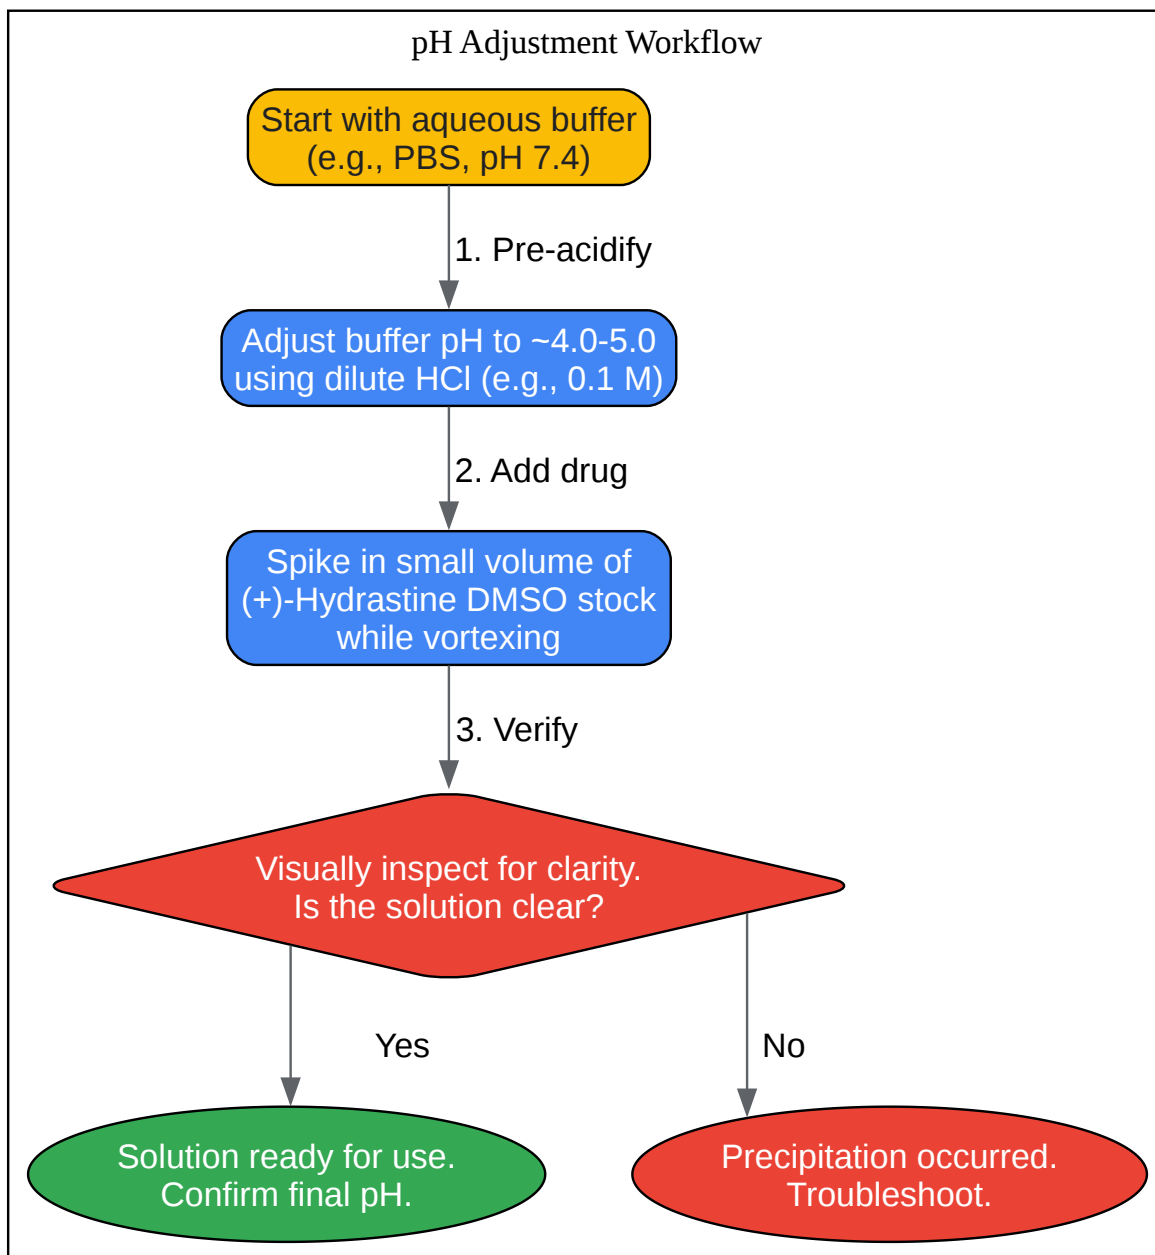 pH Adjustment Workflow
Start with aqueous buffer
(e.g., PBS, pH 7.4)
1. Pre-acidify
Adjust buffer pH to ~4.0-5.0
using dilute HCl (e.g., 0.1 M)
2. Add drug
Spike in small volume of
(+)-Hydrastine DMSO stock
while vortexing
3. Verify
Visually inspect for clarity.
Is the solution clear?
Yes
No
Solution ready for use.
Confirm final pH.
Precipitation occurred.
Troubleshoot.